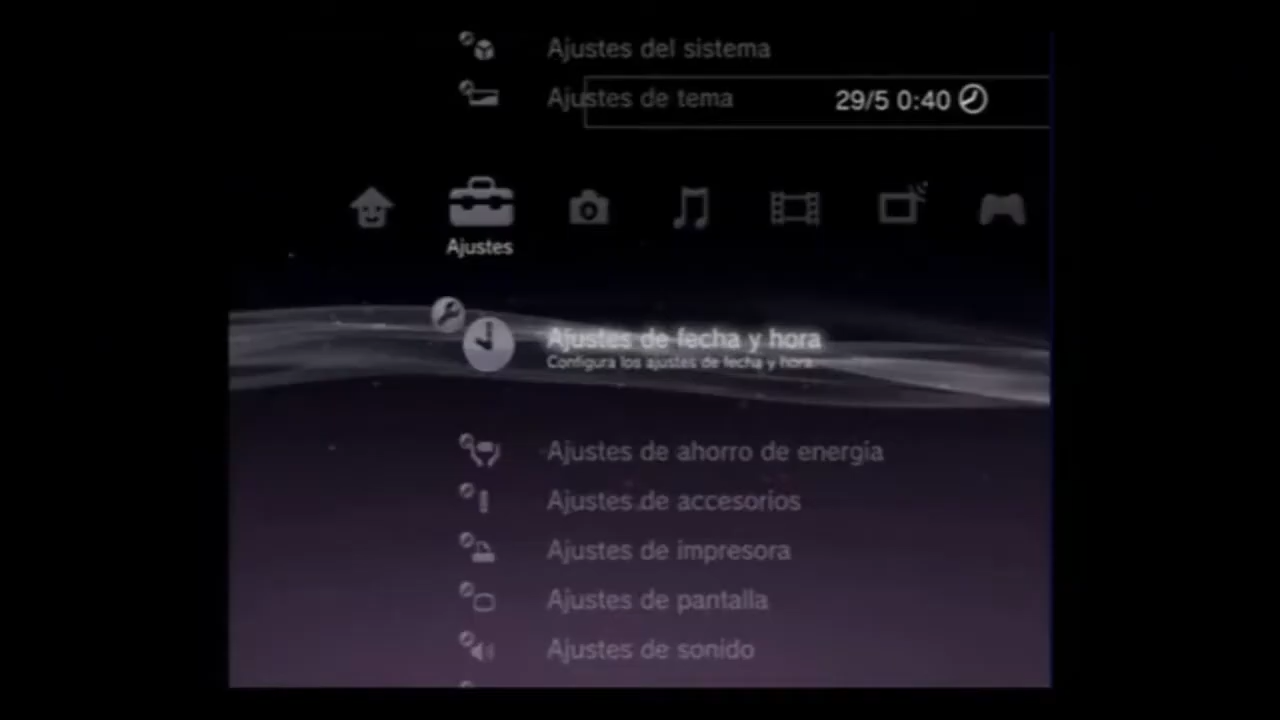 Ajustes del sistema
Ajustes de tema
29/5 0:40
Ajustes
Ajustes de fecha y hora
Configura los ajustes de fecha y hora.
Ajustes de ahorro de energía
Ajustes de accesorios
Ajustes de impresora
Ajustes de pantalla
Ajustes de sonido